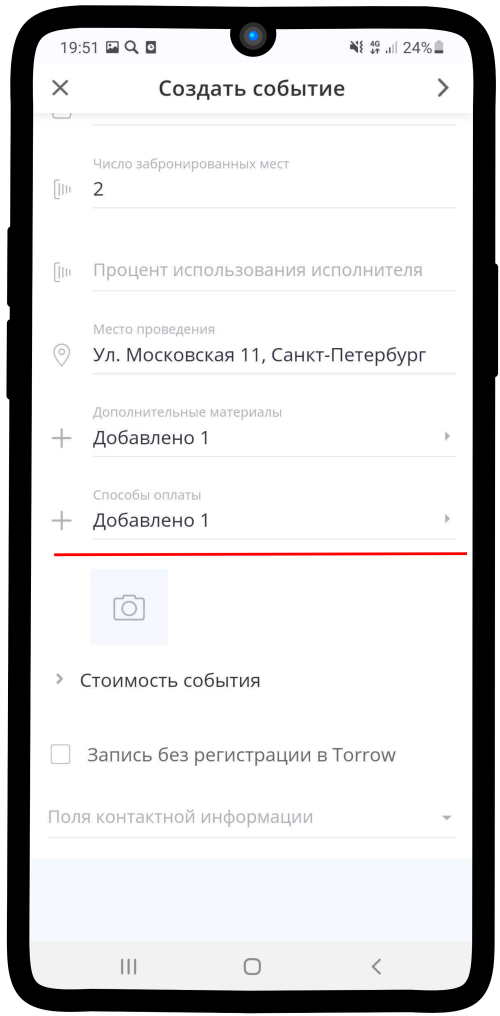 19:51 4G 24%
Создать событие
Число забронированных мест
2
Процент использования исполнителя
Место проведения
Ул. Московская 11, Санкт-Петербург
Дополнительные материалы
Добавлено 1
Способы оплаты
Добавлено 1
Стоимость события
Запись без регистрации в Torrow
Поля контактной информации